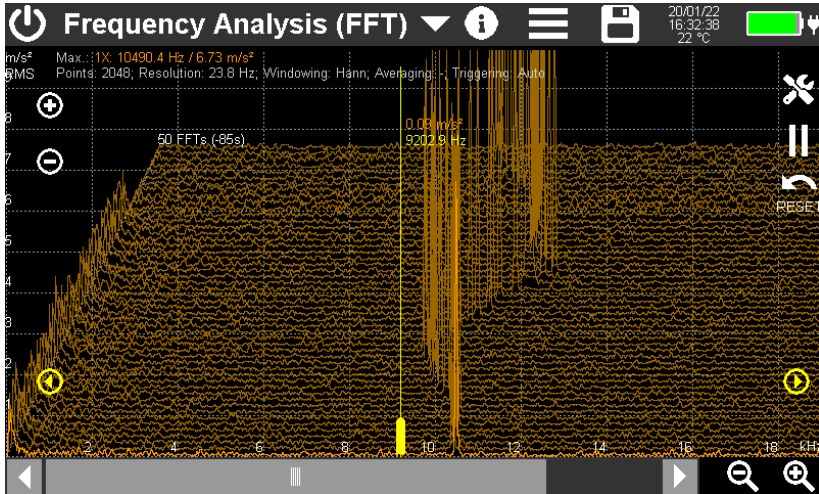 Frequency Analysis (FFT)
20/01/22
16:32:38
22 °C
m/s²
RMS
Max.: 1X: 10490.4 Hz / 6.73 m/s²
Points: 2048; Resolution: 23.8 Hz; Windowing: Hann; Averaging: -; Triggering: Auto
9
8
7
6
5
4
3
2
1
50 FFTs (-85s)
0.09 m/s²
9202.9 Hz
RESET
2
4
6
8
10
12
14
16
18
kHz